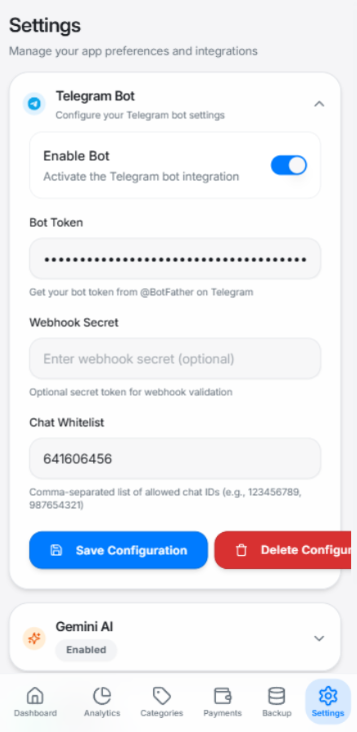 Settings
Manage your app preferences and integrations
Telegram Bot
Configure your Telegram bot settings
Enable Bot
Activate the Telegram bot integration
Bot Token
••••••••••••••••••••••••••••••••••••
Get your bot token from @BotFather on Telegram
Webhook Secret
Enter webhook secret (optional)
Optional secret token for webhook validation
Chat Whitelist
641606456
Comma-separated list of allowed chat IDs (e.g., 123456789,
987654321)
Save Configuration
Delete Configur
Gemini AI
Enabled
Dashboard Analytics Categories Payments Backup Settings